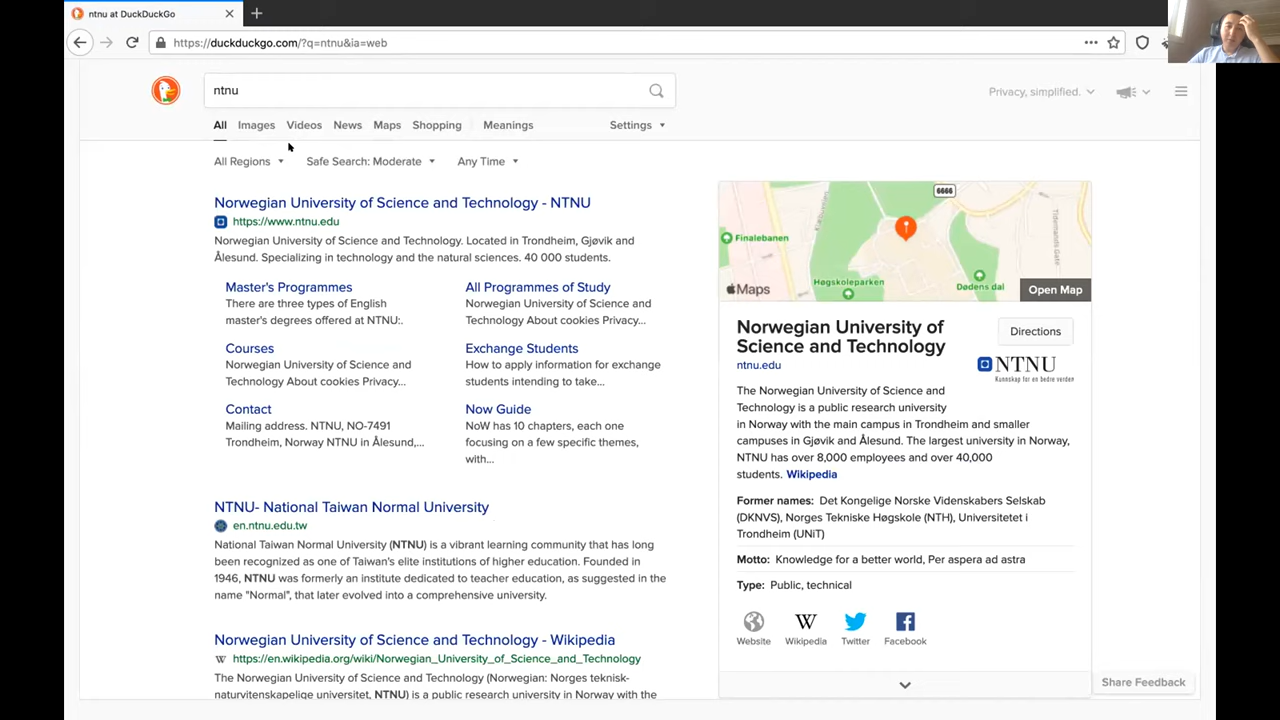 ntnu at DuckDuckGo
https://duckduckgo.com/?q=ntnu&ia=web
ntnu
Privacy, simplified.
All Images Videos News Maps Shopping Meanings Settings
All Regions Safe Search: Moderate Any Time
Norwegian University of Science and Technology - NTNU
https://www.ntnu.edu
Norwegian University of Science and Technology. Located in Trondheim, Gjøvik and
Ålesund. Specializing in technology and the natural sciences. 40 000 students.
Master's Programmes
There are three types of English
master's degrees offered at NTNU:.
All Programmes of Study
Norwegian University of Science and
Technology About cookies Privacy...
Courses
Norwegian University of Science and
Technology About cookies Privacy...
Exchange Students
How to apply information for exchange
students intending to take...
Contact
Mailing address. NTNU, NO-7491
Trondheim, Norway NTNU in Ålesund,...
Now Guide
NoW has 10 chapters, each one
focusing on a few specific themes,
with...
NTNU- National Taiwan Normal University
en.ntnu.edu.tw
National Taiwan Normal University (NTNU) is a vibrant learning community that has long
been recognized as one of Taiwan's elite institutions of higher education. Founded in
1946, NTNU was formerly an institute dedicated to teacher education, as suggested in the
name "Normal", that later evolved into a comprehensive university.
Norwegian University of Science and Technology - Wikipedia
W https://en.wikipedia.org/wiki/Norwegian_University_of_Science_and_Technology
The Norwegian University of Science and Technology (Norwegian: Norges teknisk-
naturvitenskapelige universitet, NTNU) is a public research university in Norway with the
6666
Finalebanen
Tidemands Gate
Høgskoleparken
Dødens dal
Maps
Open Map
Norwegian University of
Science and Technology
Directions
ntnu.edu
NTNU
Kunnskap for en bedre verden
The Norwegian University of Science and
Technology is a public research university
in Norway with the main campus in Trondheim and smaller
campuses in Gjøvik and Ålesund. The largest university in Norway,
NTNU has over 8,000 employees and over 40,000
students. Wikipedia
Former names: Det Kongelige Norske Videnskabers Selskab
(DKNVS), Norges Tekniske Høgskole (NTH), Universitetet i
Trondheim (UNiT)
Motto: Knowledge for a better world, Per aspera ad astra
Type: Public, technical
W
Website Wikipedia Twitter Facebook
Share Feedback